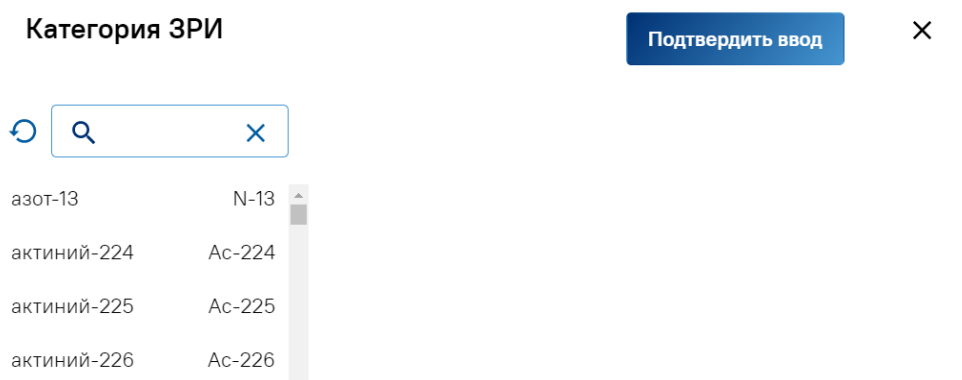 Категория ЗРИ
Подтвердить ввод
азот-13 N-13
актиний-224 Ac-224
актиний-225 Ac-225
актиний-226 Ac-226